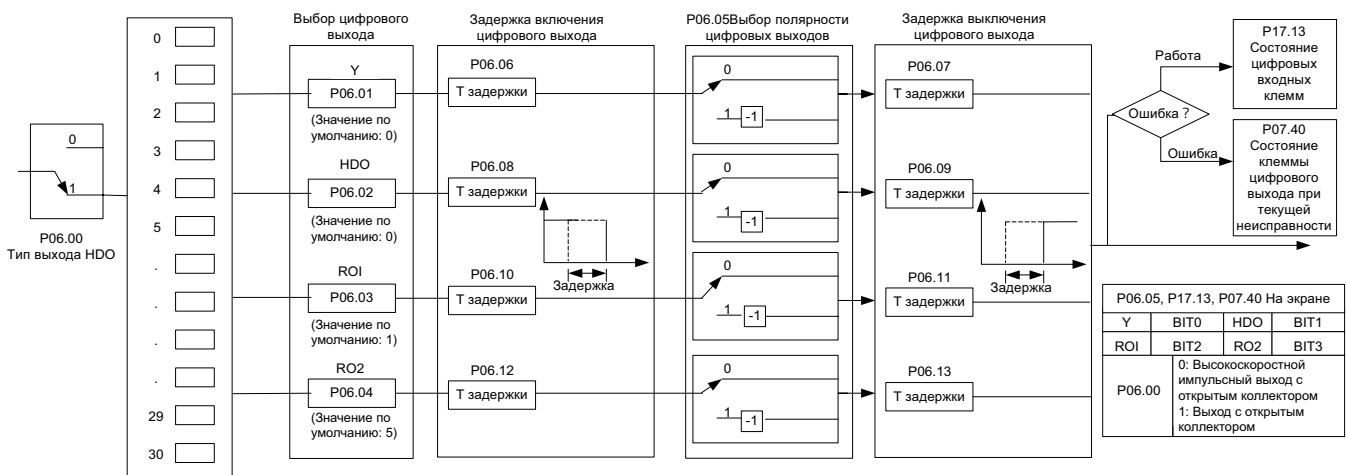 0
1
P06.00
Тип выхода HDO
0
1
2
3
4
5
.
.
.
.
29
30
Выбор цифрового
выхода
Y
P06.01
(Значение по
умолчанию: 0)
HDO
P06.02
(Значение по
умолчанию: 0)
ROI
P06.03
(Значение по
умолчанию: 1)
RO2
P06.04
(Значение по
умолчанию: 5)
Задержка включения
цифрового выхода
P06.06
Т задержки
P06.08
Т задержки
P06.10
Задержка
Т задержки
P06.12
Т задержки
P06.05Выбор полярности
цифровых выходов
0
1
-1
0
1
-1
0
1
-1
0
1
-1
Задержка выключения
цифрового выхода
P06.07
Т задержки
P06.09
Т задержки
P06.11
Задержка
Т задержки
P06.13
Т задержки
Работа
Ошибка ?
Ошибка
P17.13
Состояние
цифровых
входных
клемм
P07.40
Состояние
клеммы
цифрового
выхода при
текущей
неисправности
P06.05, P17.13, P07.40 На экране
Y BIT0 HDO BIT1
ROI BIT2 RO2 BIT3
P06.00
0: Высокоскоростной
импульсный выход с
открытым коллектором
1: Выход с открытым
коллектором